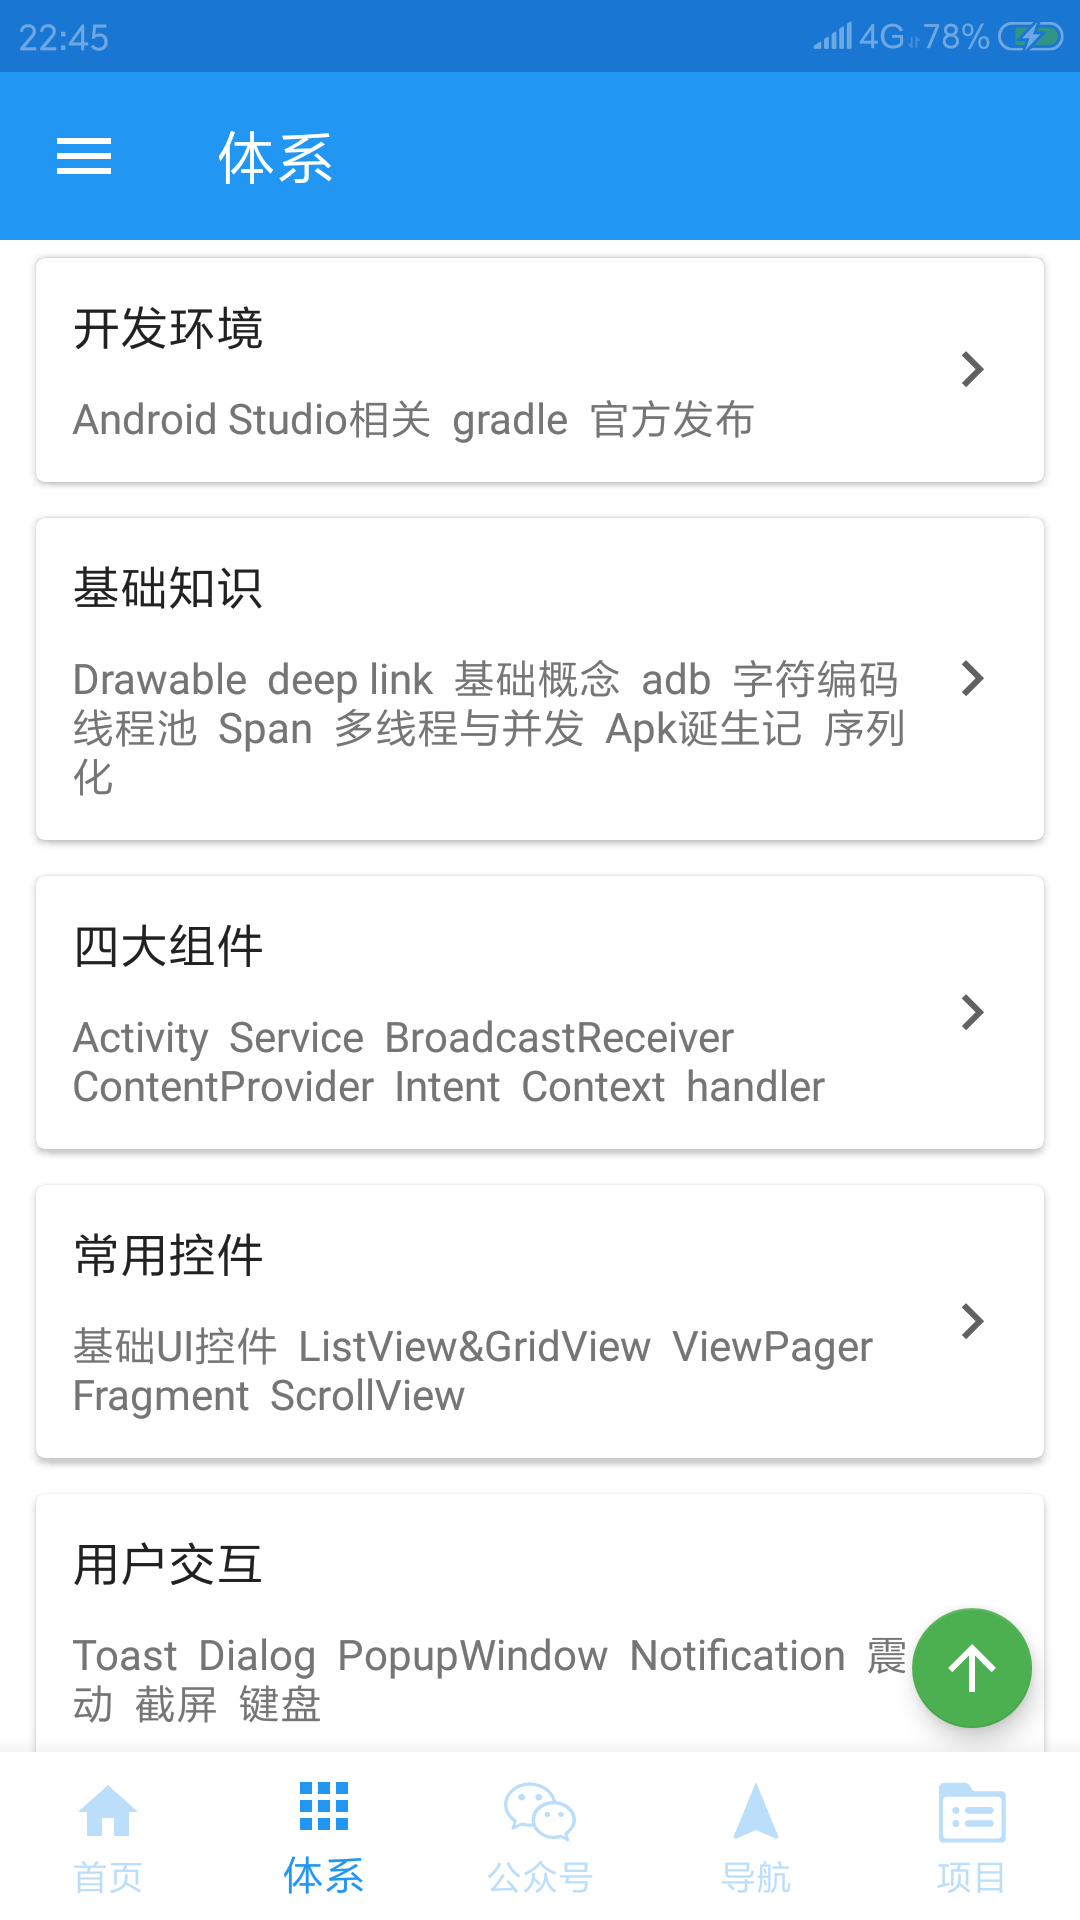 22:45
4G 78%
体系
开发环境
Android Studio相关 gradle 官方发布
基础知识
Drawable deep link 基础概念 adb 字符编码
线程池 Span 多线程与并发 Apk诞生记 序列
化
四大组件
Activity Service BroadcastReceiver
ContentProvider Intent Context handler
常用控件
基础UI控件 ListView&GridView ViewPager
Fragment ScrollView
用户交互
Toast Dialog PopupWindow Notification 震
动 截屏 键盘
首页 体系 公众号 导航 项目